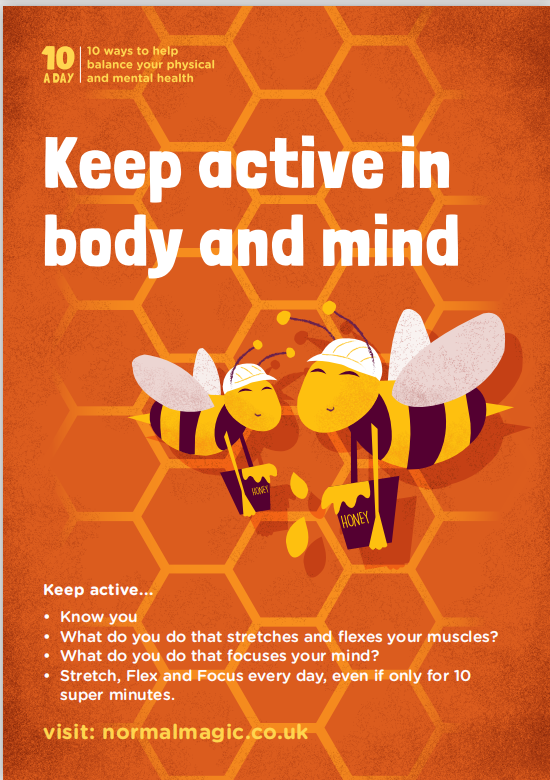 10
A DAY
10 ways to help
balance your physical
and mental health
Keep active in
body and mind
HONEY
HONEY
Keep active...
• Know you
• What do you do that stretches and flexes your muscles?
• What do you do that focuses your mind?
• Stretch, Flex and Focus every day, even if only for 10
super minutes.
visit: normalmagic.co.uk